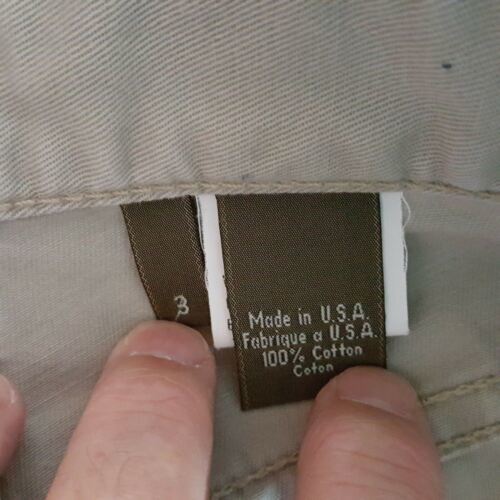 3
Made in U.S.A.
Fabrique a U.S.A.
100% Cotton
Coton